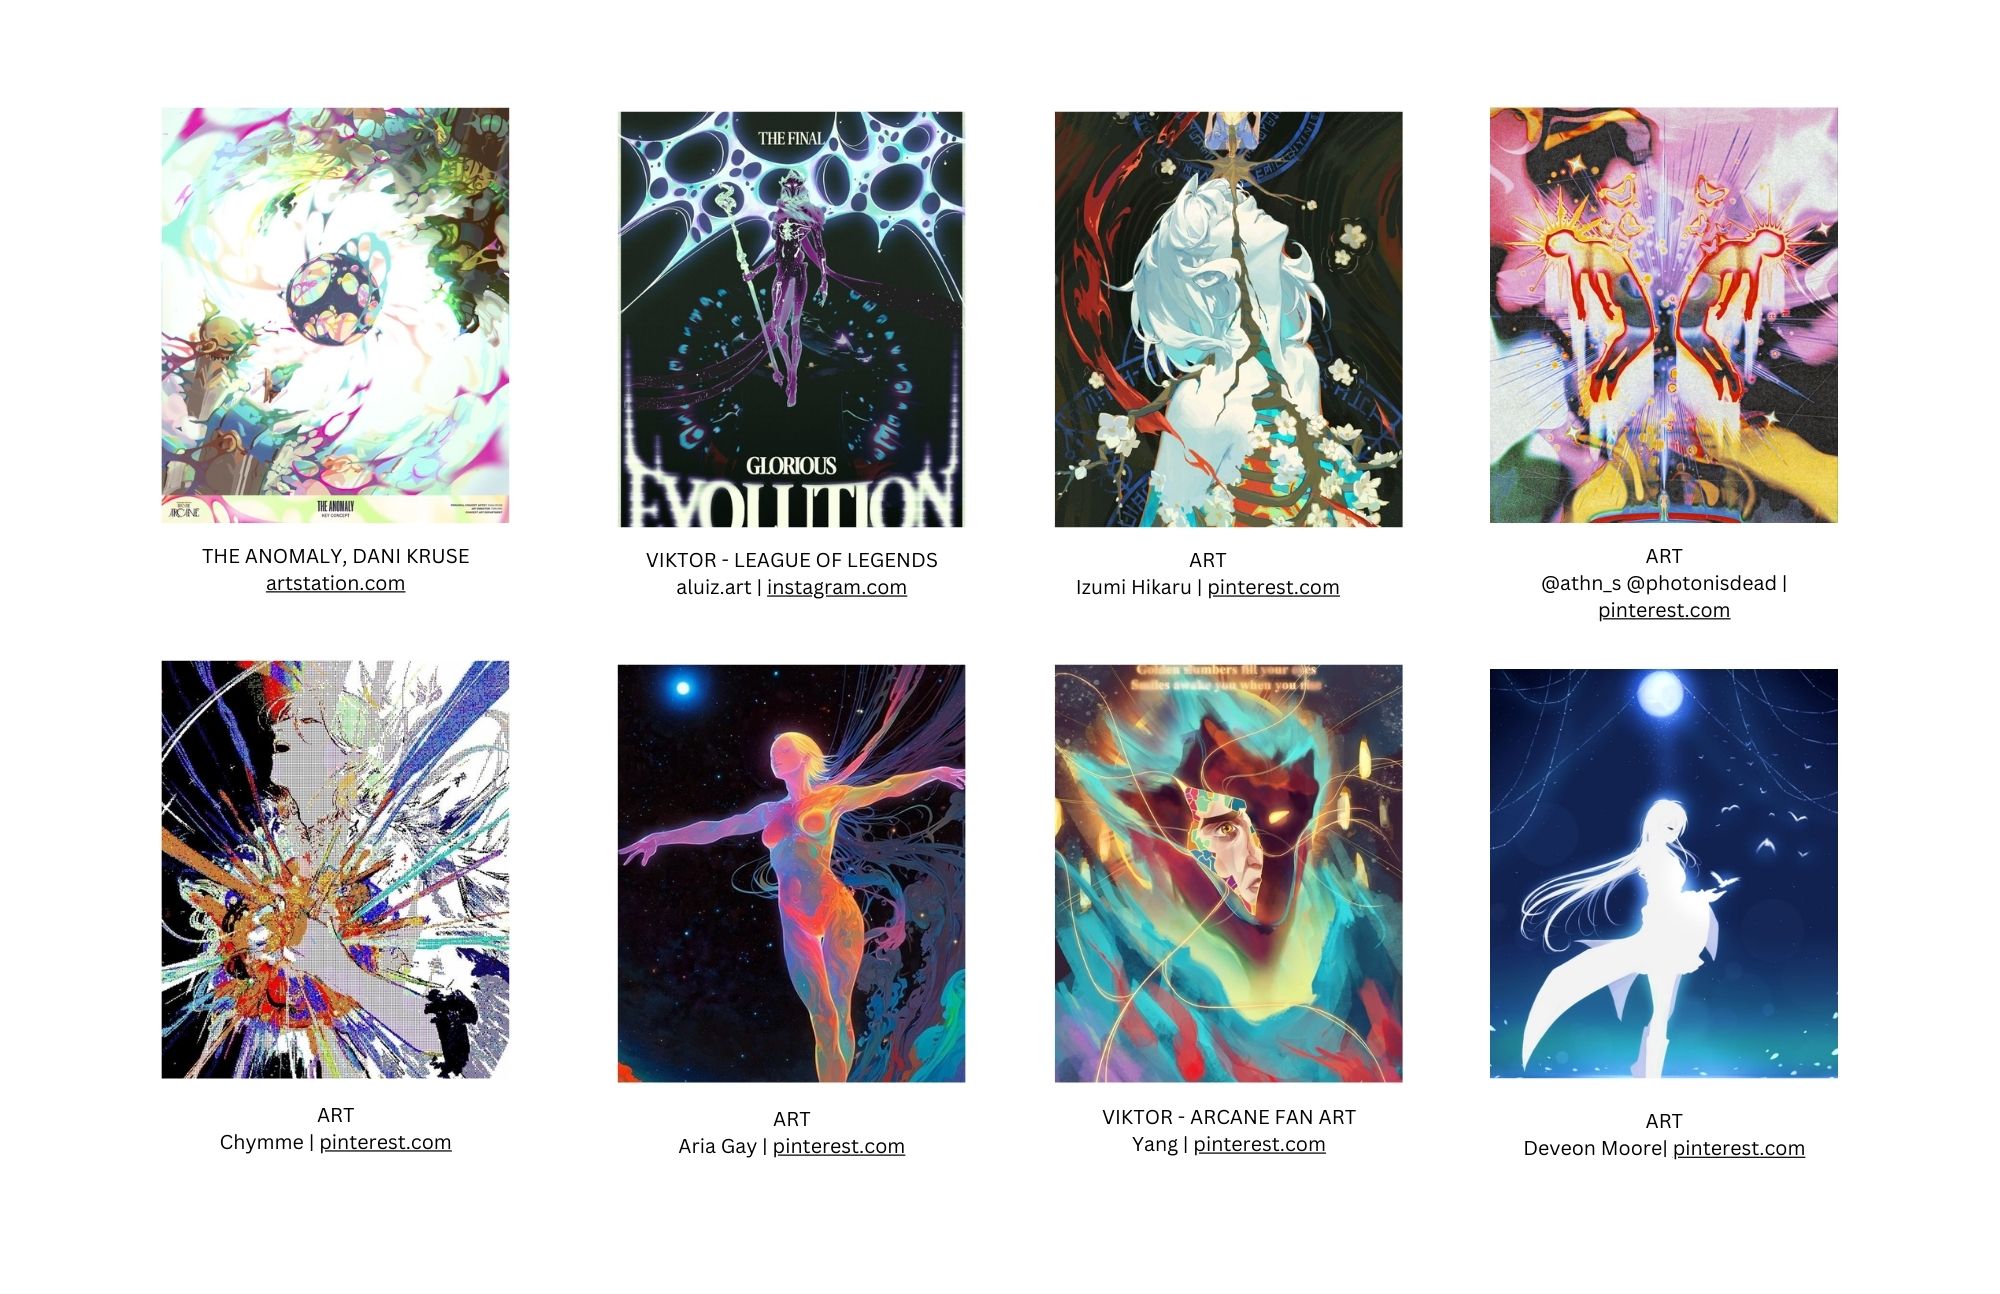 THE FINAL
GLORIOUS
EVOLUTION
ARCANE
THE ANOMALY
KEY CONCEPT
THE ANOMALY, DANI KRUSE
artstation.com
VIKTOR - LEAGUE OF LEGENDS
aluiz.art | instagram.com
ART
Izumi Hikaru | pinterest.com
ART
@athn_s @photonisdead |
pinterest.com
Golden slumbers fill your eyes
Smiles awake you when you
ART
Chymme | pinterest.com
ART
Aria Gay | pinterest.com
VIKTOR - ARCANE FAN ART
Yang | pinterest.com
ART
Deveon Moore| pinterest.com